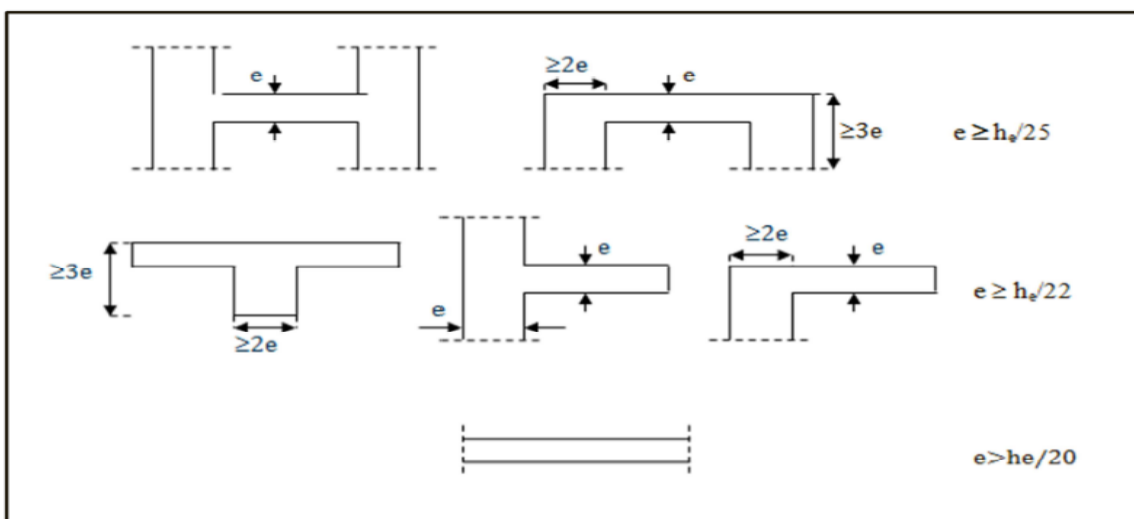 e ≥2e e
≥3e e ≥ hₑ/25
≥2e e
≥3e e e ≥ hₑ/22
e
≥2e
e>he/20